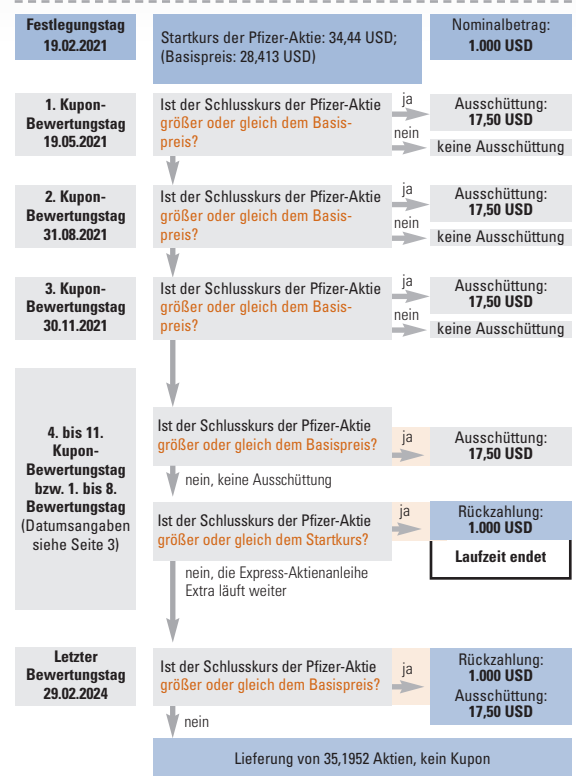 Festlegungstag
19.02.2021
Startkurs der Pfizer-Aktie: 34,44 USD;
(Basispreis: 28,413 USD)
Nominalbetrag:
1.000 USD
1. Kupon-
Bewertungstag
19.05.2021
Ist der Schlusskurs der Pfizer-Aktie
größer oder gleich dem Basis-
preis?
ja
Ausschüttung:
17,50 USD
nein
keine Ausschüttung
2. Kupon-
Bewertungstag
31.08.2021
Ist der Schlusskurs der Pfizer-Aktie
größer oder gleich dem Basis-
preis?
ja
Ausschüttung:
17,50 USD
nein
keine Ausschüttung
3. Kupon-
Bewertungstag
30.11.2021
Ist der Schlusskurs der Pfizer-Aktie
größer oder gleich dem Basis-
preis?
ja
Ausschüttung:
17,50 USD
nein
keine Ausschüttung
4. bis 11.
Kupon-
Bewertungstag
bzw. 1. bis 8.
Bewertungstag
(Datumsangaben
siehe Seite 3)
Ist der Schlusskurs der Pfizer-Aktie
größer oder gleich dem Basispreis?
ja
Ausschüttung:
17,50 USD
nein, keine Ausschüttung
Ist der Schlusskurs der Pfizer-Aktie
größer oder gleich dem Startkurs?
ja
Rückzahlung:
1.000 USD
Laufzeit endet
nein, die Express-Aktienanleihe
Extra läuft weiter
Letzter
Bewertungstag
29.02.2024
Ist der Schlusskurs der Pfizer-Aktie
größer oder gleich dem Basispreis?
ja
Rückzahlung:
1.000 USD
Ausschüttung:
17,50 USD
nein
Lieferung von 35,1952 Aktien, kein Kupon